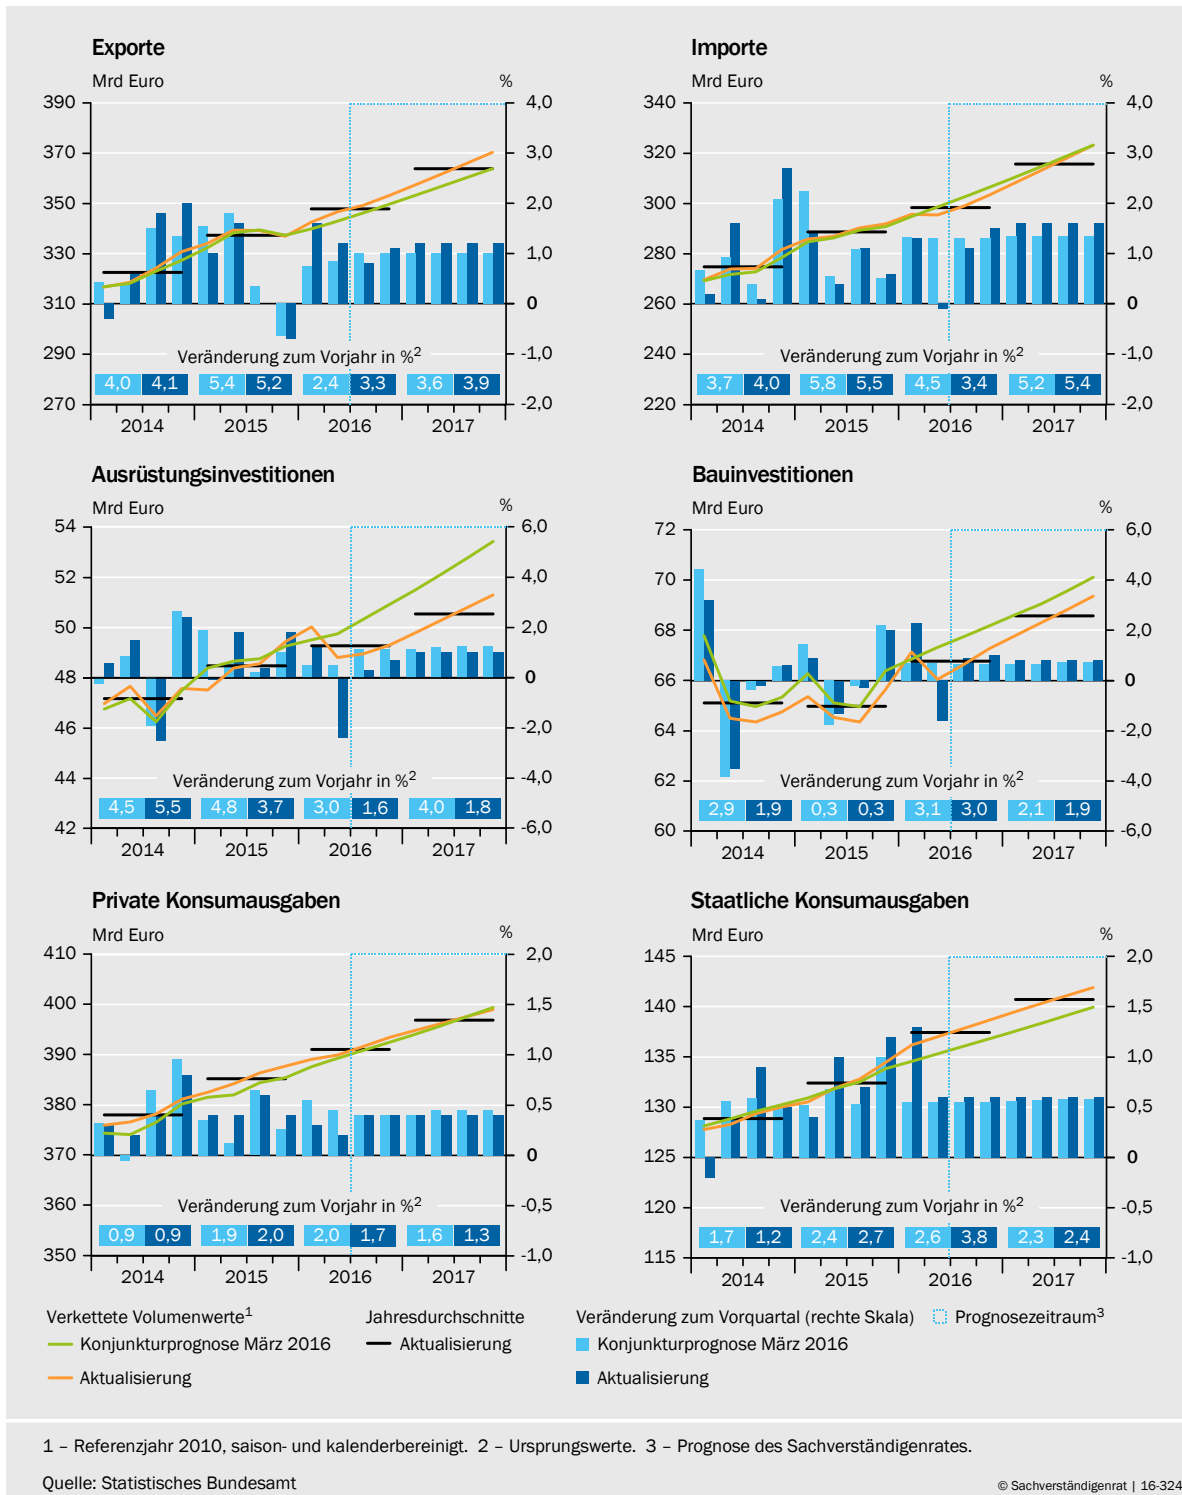 Exporte
Mrd Euro %
390 4,0
370 3,0
350 2,0
330 1,0
310 0
290 -1,0
270 -2,0
Veränderung zum Vorjahr in %2
4,0 4,1 5,4 5,2 2,4 3,3 3,6 3,9
2014 2015 2016 2017
Importe
Mrd Euro %
340 4,0
320 3,0
300 2,0
280 1,0
260 0
240 -1,0
220 -2,0
Veränderung zum Vorjahr in %2
3,7 4,0 5,8 5,5 4,5 3,4 5,2 5,4
2014 2015 2016 2017
Ausrüstungsinvestitionen
Mrd Euro %
54 6,0
52 4,0
50 2,0
48 0
46 -2,0
44 -4,0
42 -6,0
Veränderung zum Vorjahr in %2
4,5 5,5 4,8 3,7 3,0 1,6 4,0 1,8
2014 2015 2016 2017
Bauinvestitionen
Mrd Euro %
72 6,0
70 4,0
68 2,0
66 0
64 -2,0
62 -4,0
60 -6,0
Veränderung zum Vorjahr in %2
2,9 1,9 0,3 0,3 3,1 3,0 2,1 1,9
2014 2015 2016 2017
Private Konsumausgaben
Mrd Euro %
410 2,0
400 1,5
390 1,0
380 0,5
370 0
360 -0,5
350 -1,0
Veränderung zum Vorjahr in %2
0,9 0,9 1,9 2,0 2,0 1,7 1,6 1,3
2014 2015 2016 2017
Staatliche Konsumausgaben
Mrd Euro %
145 2,0
140 1,5
135 1,0
130 0,5
125 0
120 -0,5
115 -1,0
Veränderung zum Vorjahr in %2
1,7 1,2 2,4 2,7 2,6 3,8 2,3 2,4
2014 2015 2016 2017
Verkettete Volumenwerte1 Jahresdurchschnitte Veränderung zum Vorquartal (rechte Skala) Prognosezeitraum3
Konjunkturprognose März 2016 Aktualisierung Konjunkturprognose März 2016
Aktualisierung Aktualisierung
1 – Referenzjahr 2010, saison- und kalenderbereinigt. 2 – Ursprungswerte. 3 – Prognose des Sachverständigenrates.
Quelle: Statistisches Bundesamt
© Sachverständigenrat | 16-324